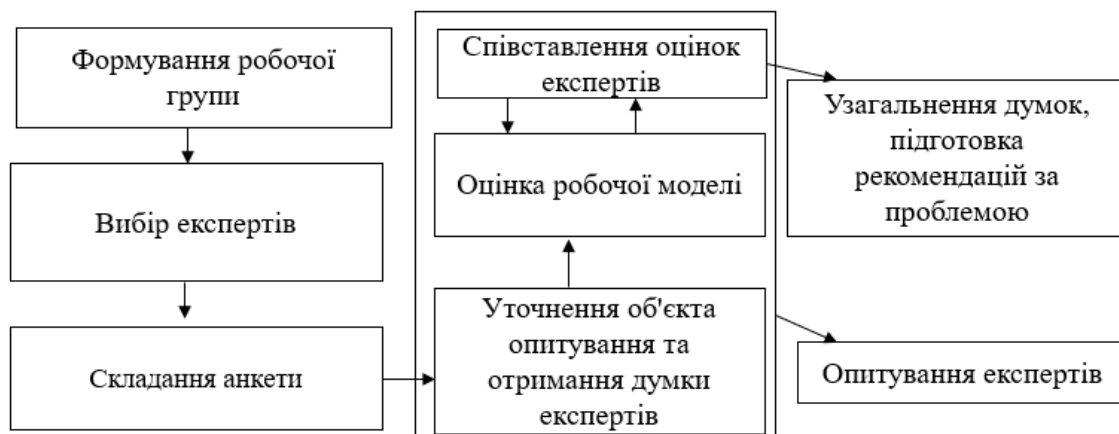 Формування робочої
групи
Вибір експертів
Складання анкети
Співставлення оцінок
експертів
Оцінка робочої моделі
Уточнення об'єкта
опитування та
отримання думки
експертів
Узагальнення думок,
підготовка
рекомендацій за
проблемою
Опитування експертів